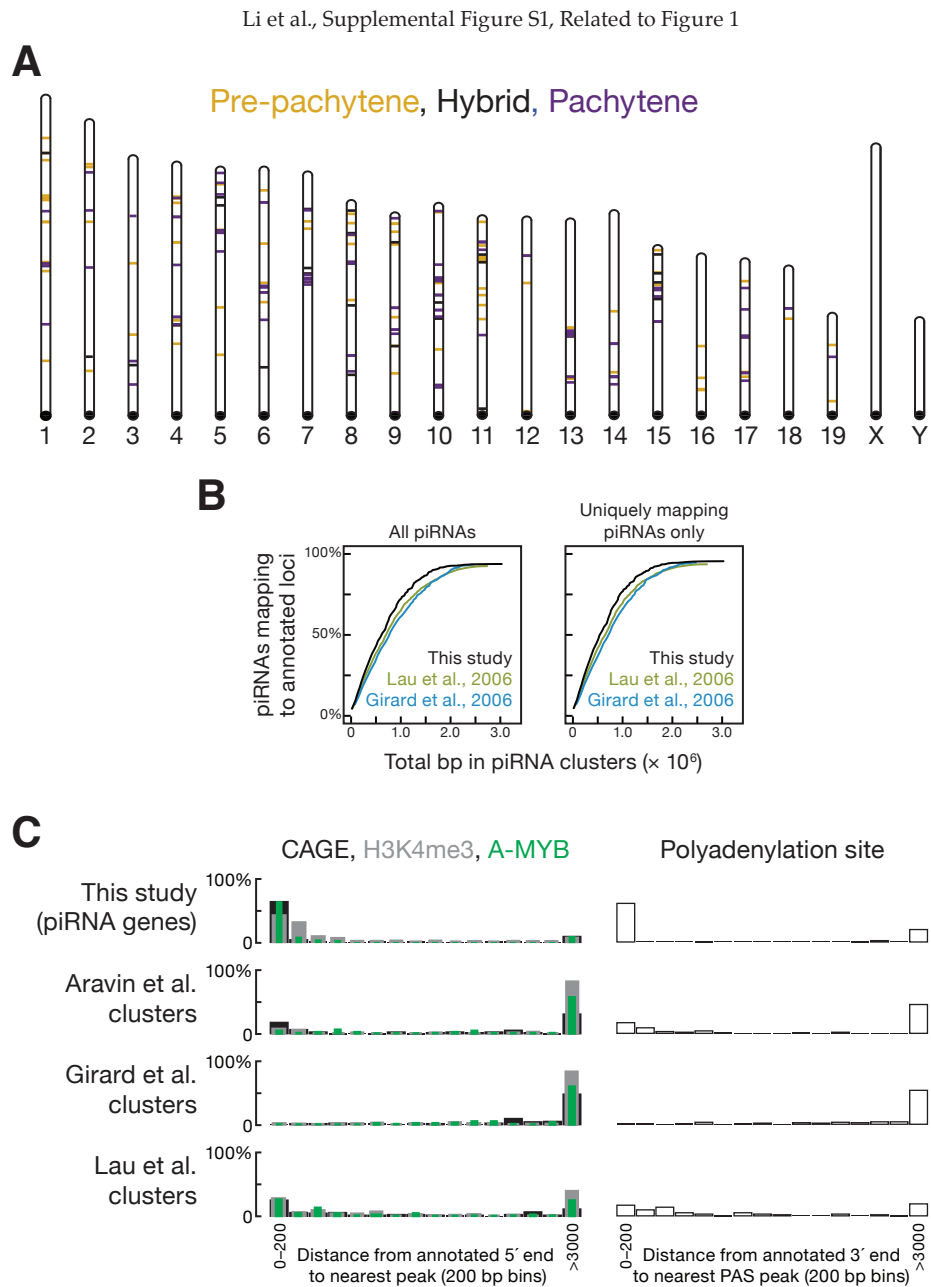 Li et al., Supplemental Figure S1, Related to Figure 1
A
Pre-pachytene, Hybrid, Pachytene
1 2 3 4 5 6 7 8 9 10 11 12 13 14 15 16 17 18 19 X Y
B
piRNAs mapping
to annotated loci
All piRNAs
100%
50%
0%
This study
Lau et al., 2006
Girard et al., 2006
0 1.0 2.0 3.0
Uniquely mapping
piRNAs only
This study
Lau et al., 2006
Girard et al., 2006
0 1.0 2.0 3.0
Total bp in piRNA clusters (× 10⁶)
C
CAGE, H3K4me3, A-MYB
Polyadenylation site
This study
(piRNA genes)
100%
0
Aravin et al.
clusters
100%
0
Girard et al.
clusters
100%
0
Lau et al.
clusters
100%
0
0–200
Distance from annotated 5´ end
to nearest peak (200 bp bins)
>3000
0–200
Distance from annotated 3´ end
to nearest PAS peak (200 bp bins)
>3000